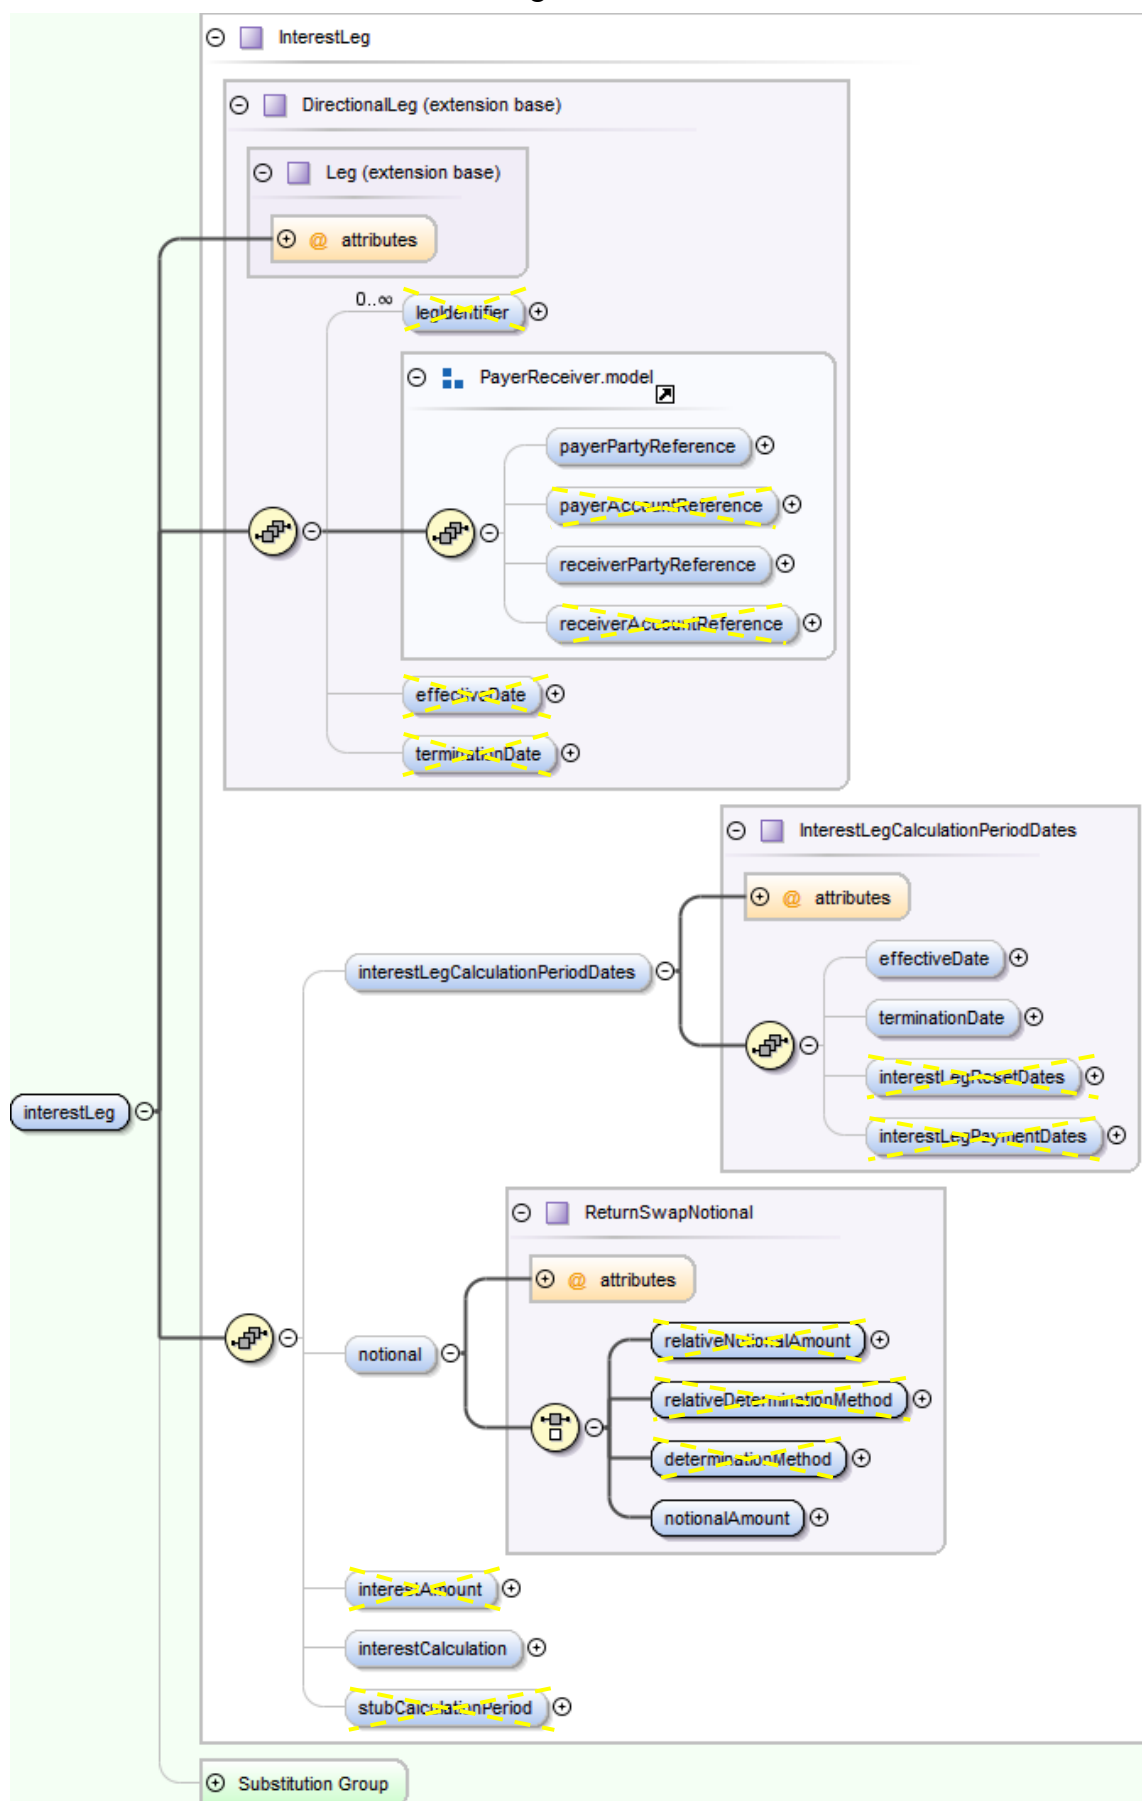 InterestLeg
DirectionalLeg (extension base)
Leg (extension base)
@ attributes
0..∞
legIdentifier
PayerReceiver.model
payerPartyReference
payerAccountReference
receiverPartyReference
receiverAccountReference
effectiveDate
terminationDate
InterestLegCalculationPeriodDates
@ attributes
interestLegCalculationPeriodDates
effectiveDate
terminationDate
interestLegResetDates
interestLeg
interestLegPaymentDates
ReturnSwapNotional
@ attributes
notional
relativeNotionalAmount
relativeDeterminationMethod
determinationMethod
notionalAmount
interestAmount
interestCalculation
stubCalculationPeriod
Substitution Group